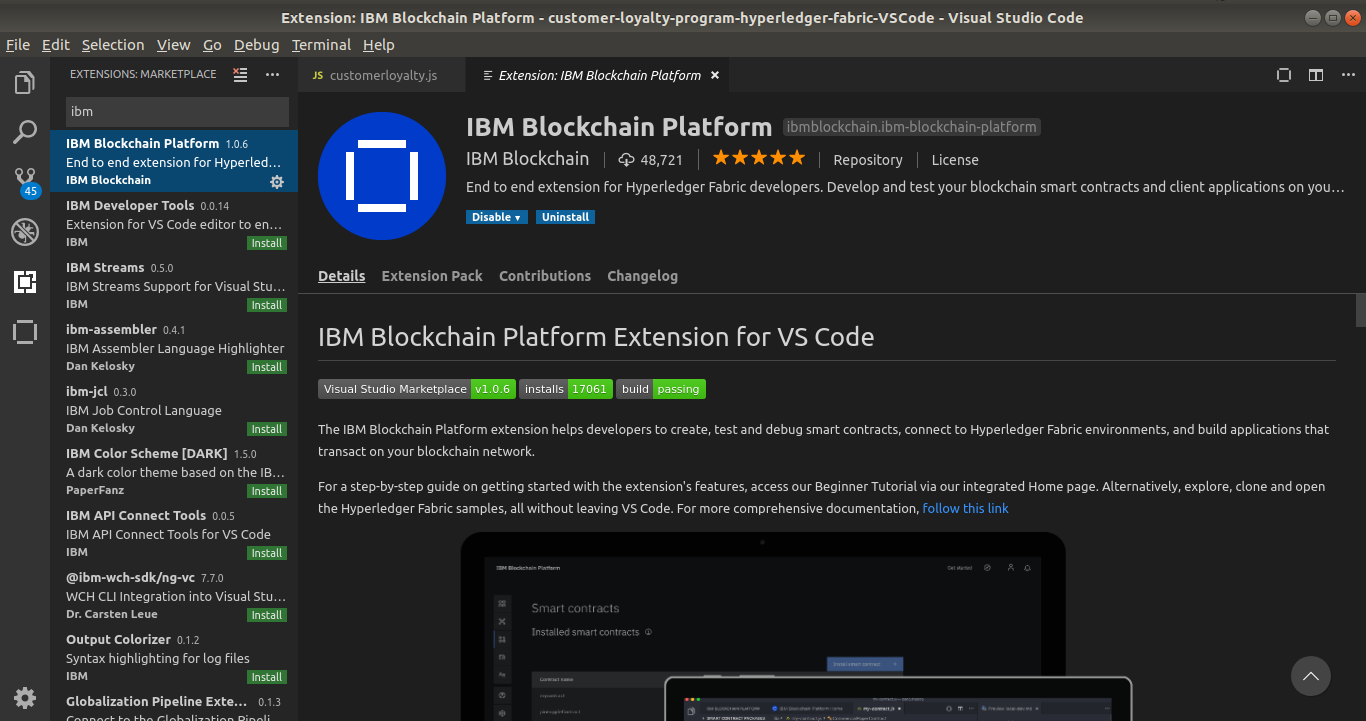 Extension: IBM Blockchain Platform - customer-loyalty-program-hyperledger-fabric-VSCode - Visual Studio Code
File Edit Selection View Go Debug Terminal Help
EXTENSIONS: MARKETPLACE
JS customerloyalty.js
Extension: IBM Blockchain Platform
ibm
IBM Blockchain Platform 1.0.6
End to end extension for Hyperled…
IBM Blockchain
45
IBM Developer Tools 0.0.14
Extension for VS Code editor to en…
IBM Install
IBM Streams 0.5.0
IBM Streams Support for Visual Stu…
IBM Install
ibm-assembler 0.4.1
IBM Assembler Language Highlighter
Dan Kelosky Install
ibm-jcl 0.3.0
IBM Job Control Language
Dan Kelosky Install
IBM Color Scheme [DARK] 1.5.0
A dark color theme based on the IB…
PaperFanz Install
IBM API Connect Tools 0.0.5
IBM API Connect Tools for VS Code
IBM Install
@ibm-wch-sdk/ng-vc 7.7.0
WCH CLI Integration into Visual Stu…
Dr. Carsten Leue Install
Output Colorizer 0.1.2
Syntax highlighting for log files
IBM Install
Globalization Pipeline Exte… 0.1.3
Connect to the Globalization Pipeli
IBM Blockchain Platform ibmblockchain.ibm-blockchain-platform
IBM Blockchain 48,721 Repository License
End to end extension for Hyperledger Fabric developers. Develop and test your blockchain smart contracts and client applications on you…
Disable Uninstall
Details Extension Pack Contributions Changelog
IBM Blockchain Platform Extension for VS Code
Visual Studio Marketplace v1.0.6 installs 17061 build passing
The IBM Blockchain Platform extension helps developers to create, test and debug smart contracts, connect to Hyperledger Fabric environments, and build applications that
transact on your blockchain network.
For a step-by-step guide on getting started with the extension's features, access our Beginner Tutorial via our integrated Home page. Alternatively, explore, clone and open
the Hyperledger Fabric samples, all without leaving VS Code. For more comprehensive documentation, follow this link
IBM Blockchain Platform Get Started
Smart contracts
Installed smart contracts
Install smart contract
Contract name